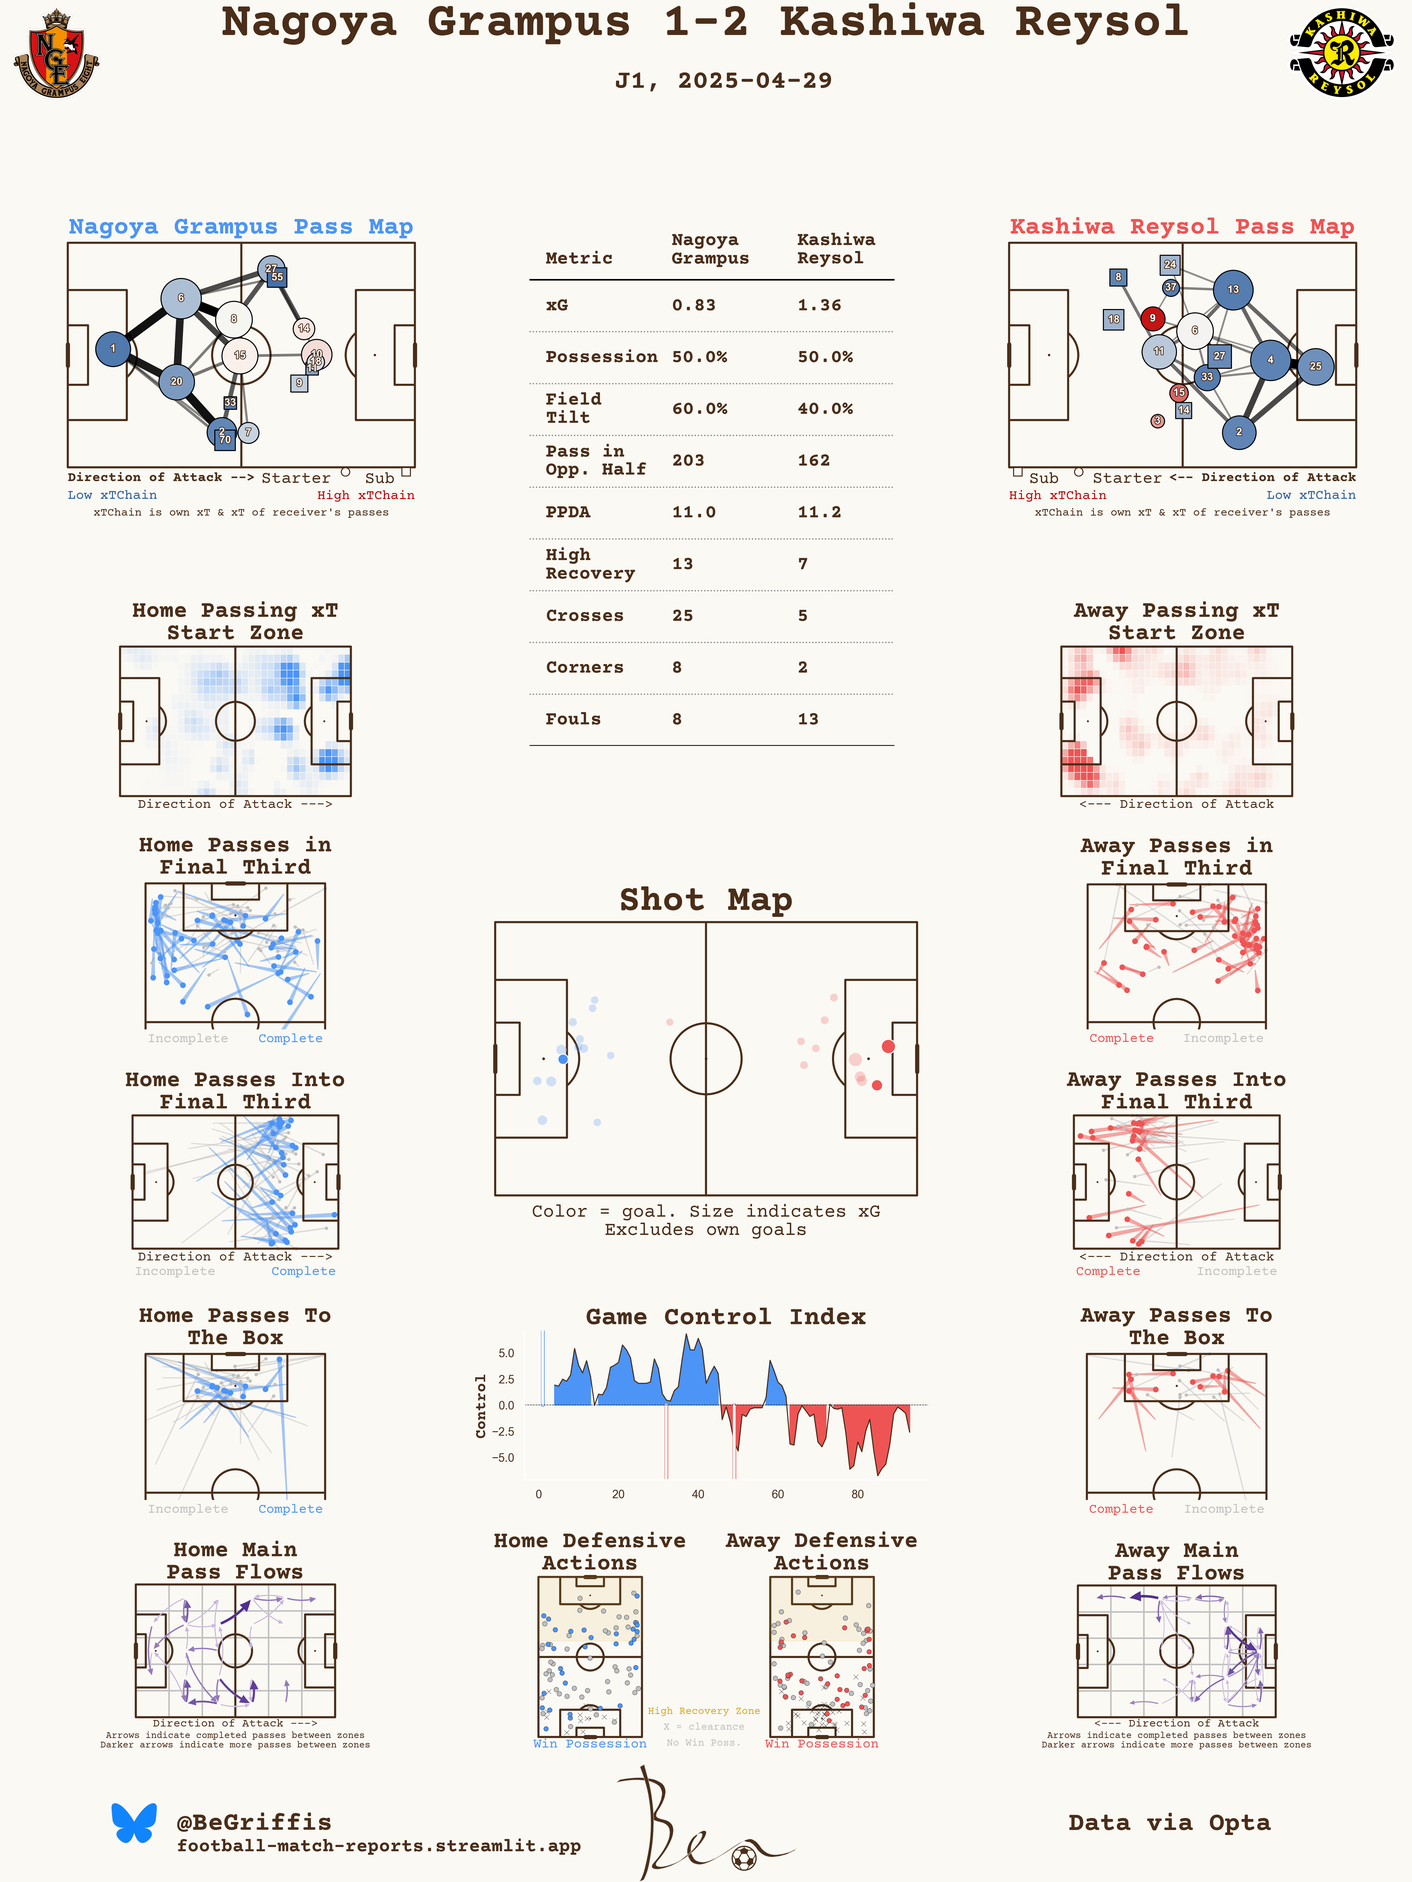 Nagoya Grampus 1-2 Kashiwa Reysol
J1, 2025-04-29
NGE
NAGOYA GRAMPUS EIGHT
KASHIWA
R
REYSOL
Nagoya Grampus Pass Map
27
55
6
8
14
1
15
10
18
11
20
9
33
2
7
70
Direction of Attack --> Starter Sub
Low xTChain High xTChain
xTChain is own xT & xT of receiver's passes
Metric Nagoya Grampus Kashiwa Reysol
xG 0.83 1.36
Possession 50.0% 50.0%
Field Tilt 60.0% 40.0%
Pass in Opp. Half 203 162
PPDA 11.0 11.2
High Recovery 13 7
Crosses 25 5
Corners 8 2
Fouls 8 13
Kashiwa Reysol Pass Map
24
8
37
13
18
9
6
11
27
4
25
33
15
14
3
2
Sub Starter <-- Direction of Attack
High xTChain Low xTChain
xTChain is own xT & xT of receiver's passes
Home Passing xT
Start Zone
Direction of Attack --->
Away Passing xT
Start Zone
<--- Direction of Attack
Home Passes in
Final Third
Incomplete Complete
Away Passes in
Final Third
Complete Incomplete
Shot Map
Color = goal. Size indicates xG
Excludes own goals
Home Passes Into
Final Third
Direction of Attack --->
Incomplete Complete
Away Passes Into
Final Third
<--- Direction of Attack
Complete Incomplete
Home Passes To
The Box
Incomplete Complete
Game Control Index
Control
5.0
2.5
0.0
−2.5
−5.0
0 20 40 60 80
Away Passes To
The Box
Complete Incomplete
Home Main
Pass Flows
Direction of Attack --->
Arrows indicate completed passes between zones
Darker arrows indicate more passes between zones
Home Defensive
Actions
Win Possession
High Recovery Zone
X = clearance
No Win Poss.
Away Defensive
Actions
Win Possession
Away Main
Pass Flows
<--- Direction of Attack
Arrows indicate completed passes between zones
Darker arrows indicate more passes between zones
@BeGriffis
football-match-reports.streamlit.app
Ben
Data via Opta